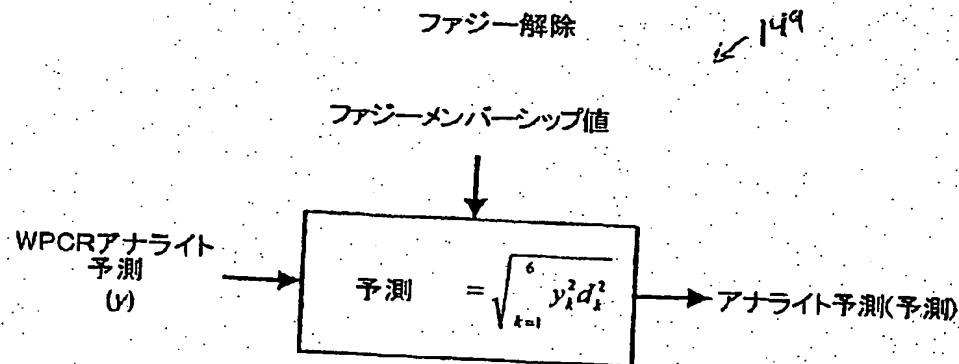 ファジー解除
149
ファジーメンバーシップ値
WPCRアナライト
予測
(y)
予測 = √ 6 k=1 y_k^2 d_k^2
アナライト予測(予測)